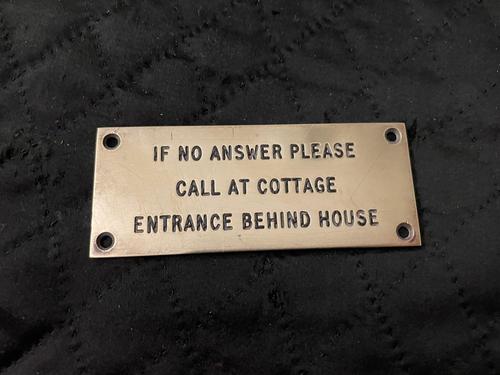 IF NO ANSWER PLEASE
CALL AT COTTAGE
ENTRANCE BEHIND HOUSE